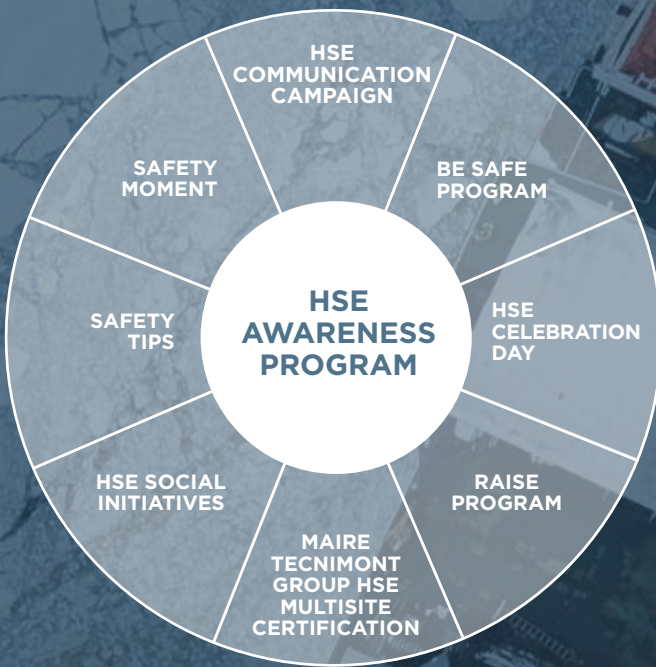 HSE
COMMUNICATION
CAMPAIGN
BE SAFE
PROGRAM
HSE
CELEBRATION
DAY
RAISE
PROGRAM
MAIRE
TECNIMONT
GROUP HSE
MULTISITE
CERTIFICATION
HSE SOCIAL
INITIATIVES
SAFETY
TIPS
SAFETY
MOMENT
HSE
AWARENESS
PROGRAM